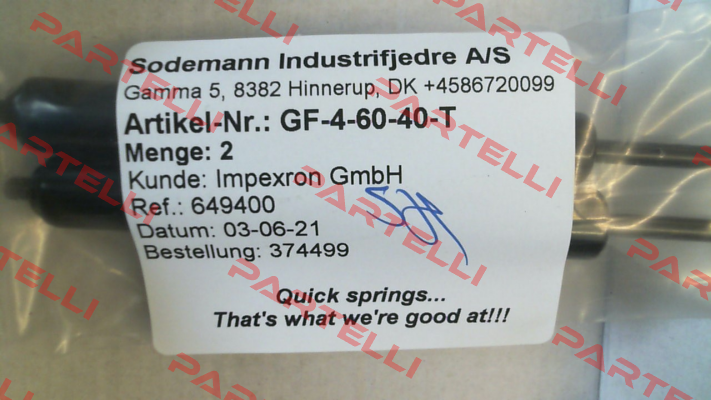 Sodemann Industrifjedre A/S
Gamma 5, 8382 Hinnerup, DK +4586720099
Artikel-Nr.: GF-4-60-40-T
Menge: 2
Kunde: Impexron GmbH
Ref.: 649400
Datum: 03-06-21
Bestellung: 374499
Quick springs...
That's what we're good at!!!
PARTELLI